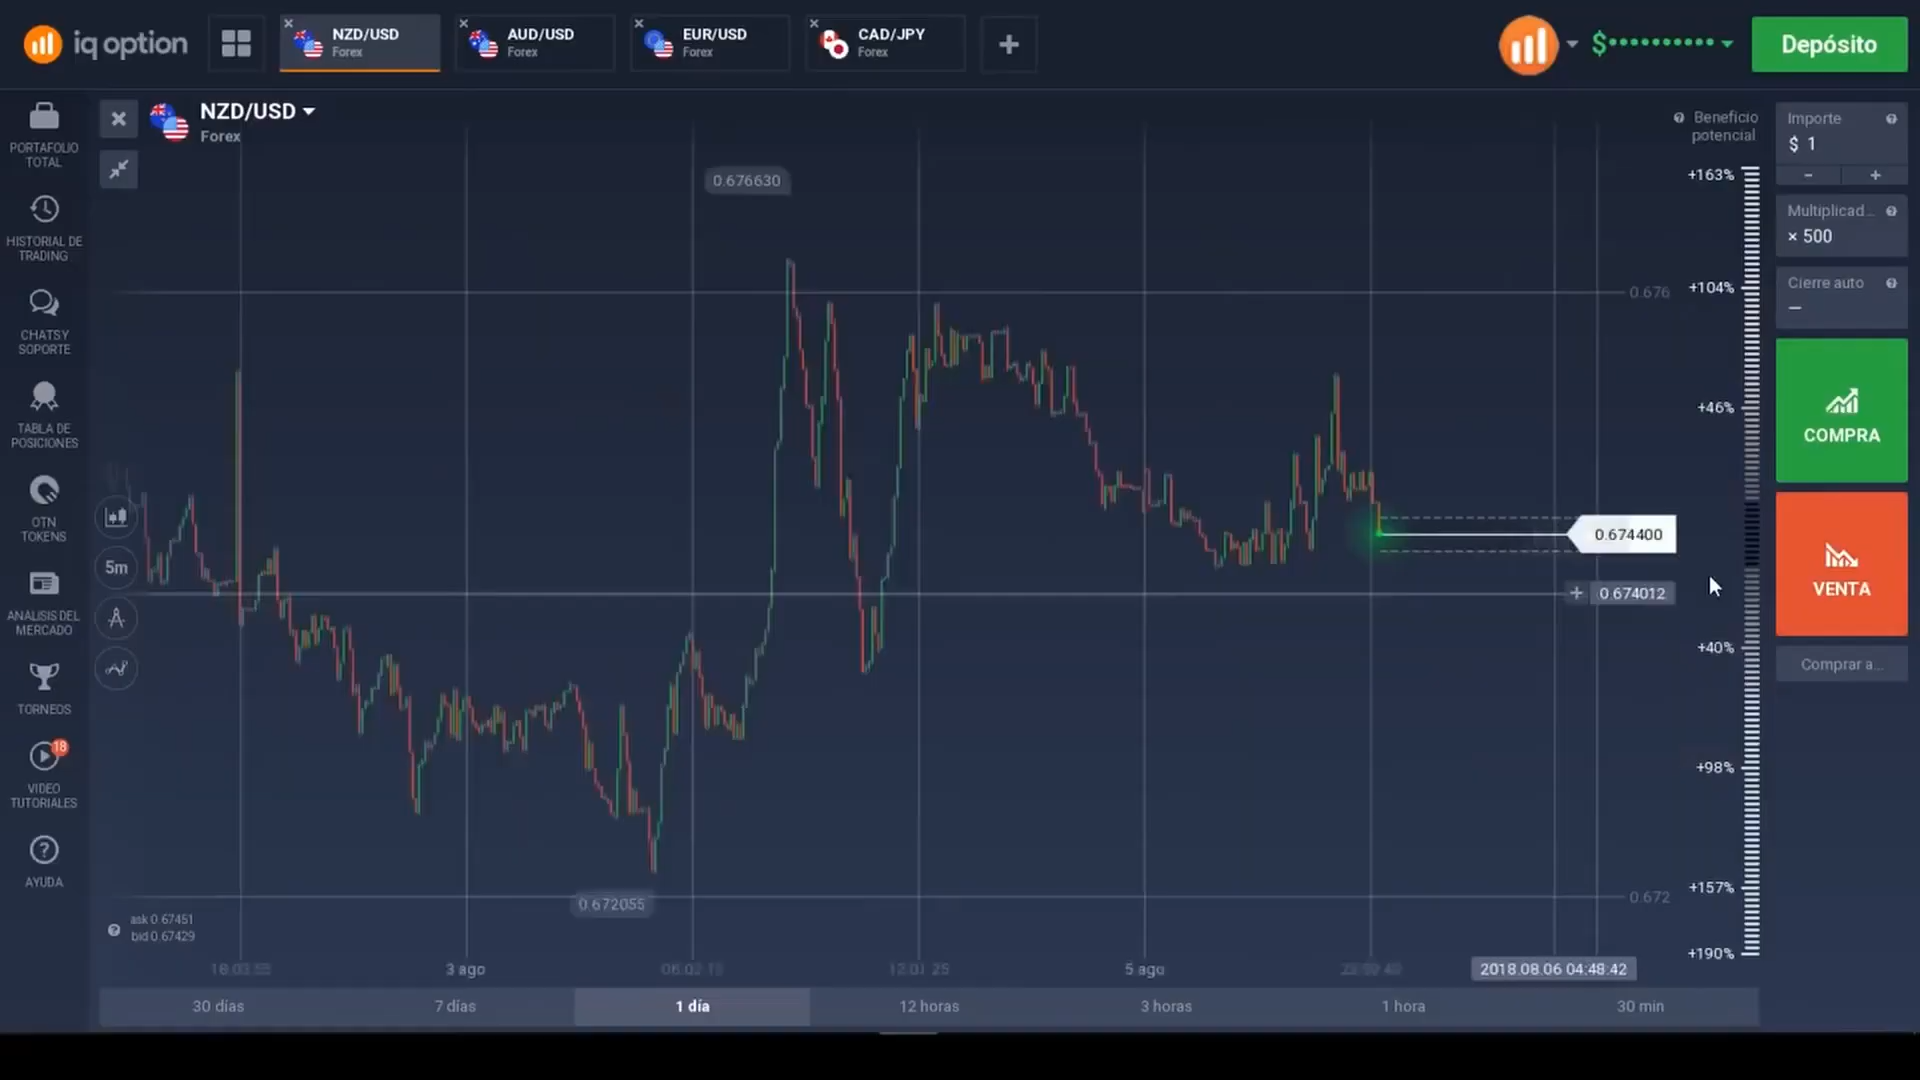 iq option
NZD/USD
Forex
AUD/USD
Forex
EUR/USD
Forex
CAD/JPY
Forex
+
$
Depósito
PORTAFOLIO
TOTAL
HISTORIAL DE
TRADING
CHATS Y
SOPORTE
TABLA DE
POSICIONES
OTN
TOKENS
ANÁLISIS DEL
MERCADO
TORNEOS
18
VIDEO
TUTORIALES
AYUDA
NZD/USD
Forex
5m
0.676630
0.676
0.674400
+ 0.674012
0.672055
0.672
ask 0.67451
bid 0.67429
3 ago
5 ago
2018.08.06 04:48:42
30 días
7 días
1 día
12 horas
3 horas
1 hora
30 min
Beneficio
potencial
+163%
+104%
+46%
+40%
+98%
+157%
+190%
Importe
$ 1
- +
Multiplicad...
× 500
Cierre auto
–
COMPRA
VENTA
Comprar a...